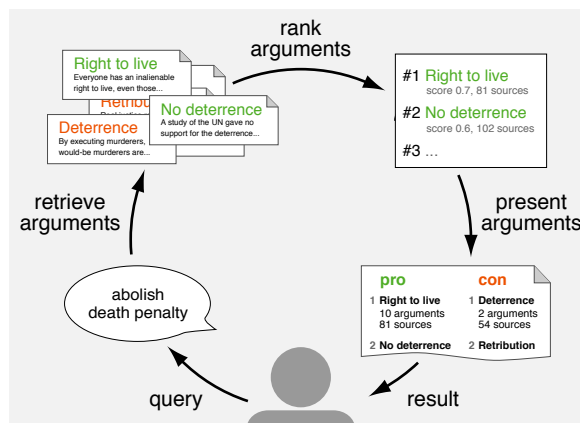 rank
arguments
Right to live
Everyone has an inalienable
right to live, even those...
Retribu
No deterrence
A study of the UN gave no
support for the deterrence...
Deterrence
By executing murderers,
would-be murderers are...
#1 Right to live
score 0.7, 81 sources
#2 No deterrence
score 0.6, 102 sources
#3 ...
retrieve
arguments
present
arguments
abolish
death penalty
pro con
1 Right to live 1 Deterrence
10 arguments 2 arguments
81 sources 54 sources
2 No deterrence 2 Retribution
query
result